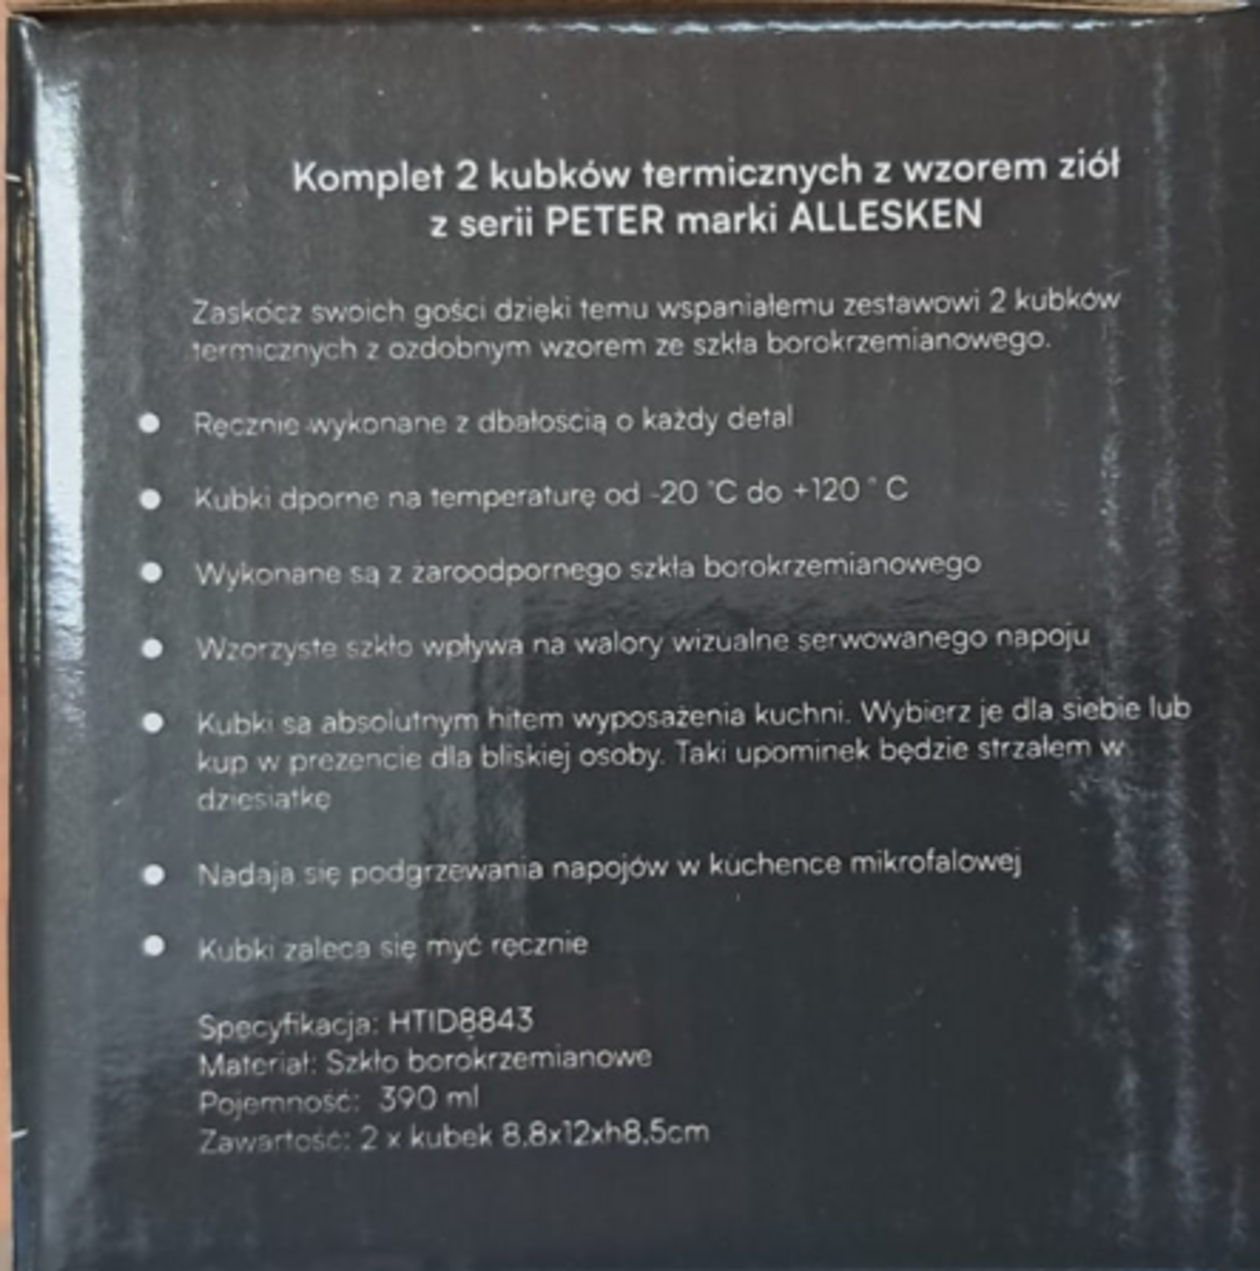 Komplet 2 kubków termicznych z wzorem ziół
z serii PETER marki ALLESKEN
Zaskocz swoich gości dzięki temu wspaniałemu zestawowi 2 kubków
termicznych z ozdobnym wzorem ze szkła borokrzemianowego.
Ręcznie wykonane z dbałością o każdy detal
Kubki dporne na temperaturę od -20 °C do +120 ° C
Wykonane są z żaroodpornego szkła borokrzemianowego
Wzorzyste szkło wpływa na walory wizualne serwowanego napoju
Kubki sa absolutnym hitem wyposażenia kuchni. Wybierz je dla siebie lub
kup w prezencie dla bliskiej osoby. Taki upominek będzie strzałem w
dziesiątkę
Nadaja się podgrzewania napojów w kuchence mikrofalowej
Kubki zaleca się myć ręcznie
Specyfikacja: HTID8843
Materiał: Szkło borokrzemianowe
Pojemność: 390 ml
Zawartość: 2 x kubek 8.8x12xh8.5cm